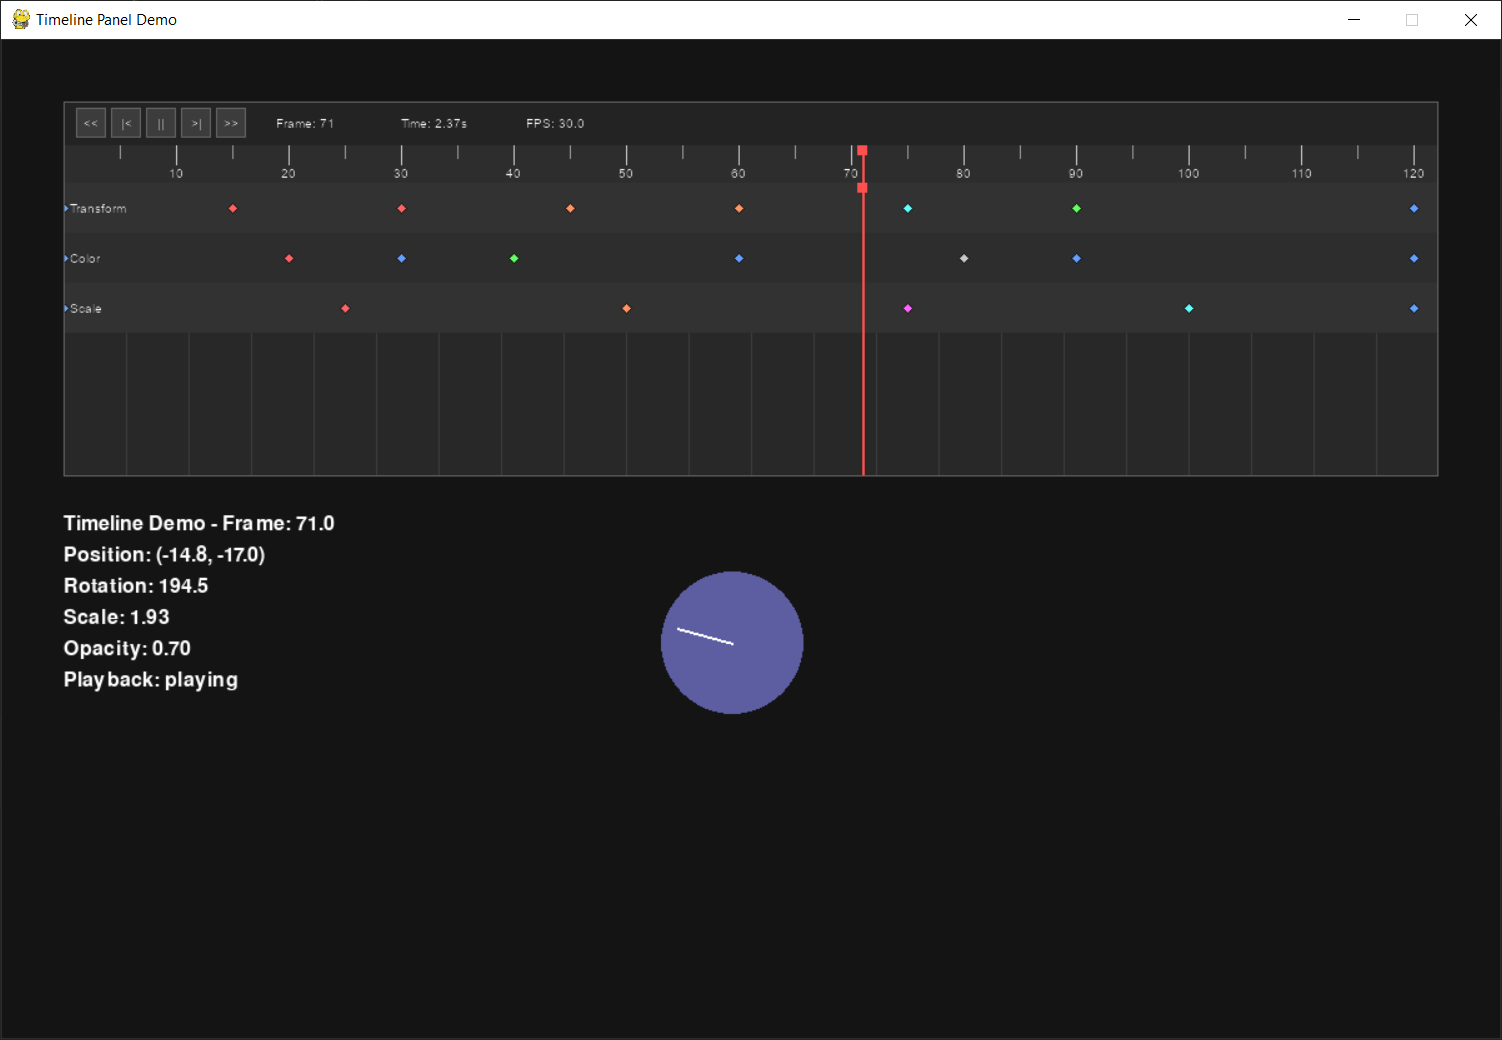 Timeline Panel Demo
<< |< || >| >> Frame: 71 Time: 2.37s FPS: 30.0
10 20 30 40 50 60 70 80 90 100 110 120
Transform
Color
Scale
Timeline Demo - Frame: 71.0
Position: (-14.8, -17.0)
Rotation: 194.5
Scale: 1.93
Opacity: 0.70
Playback: playing